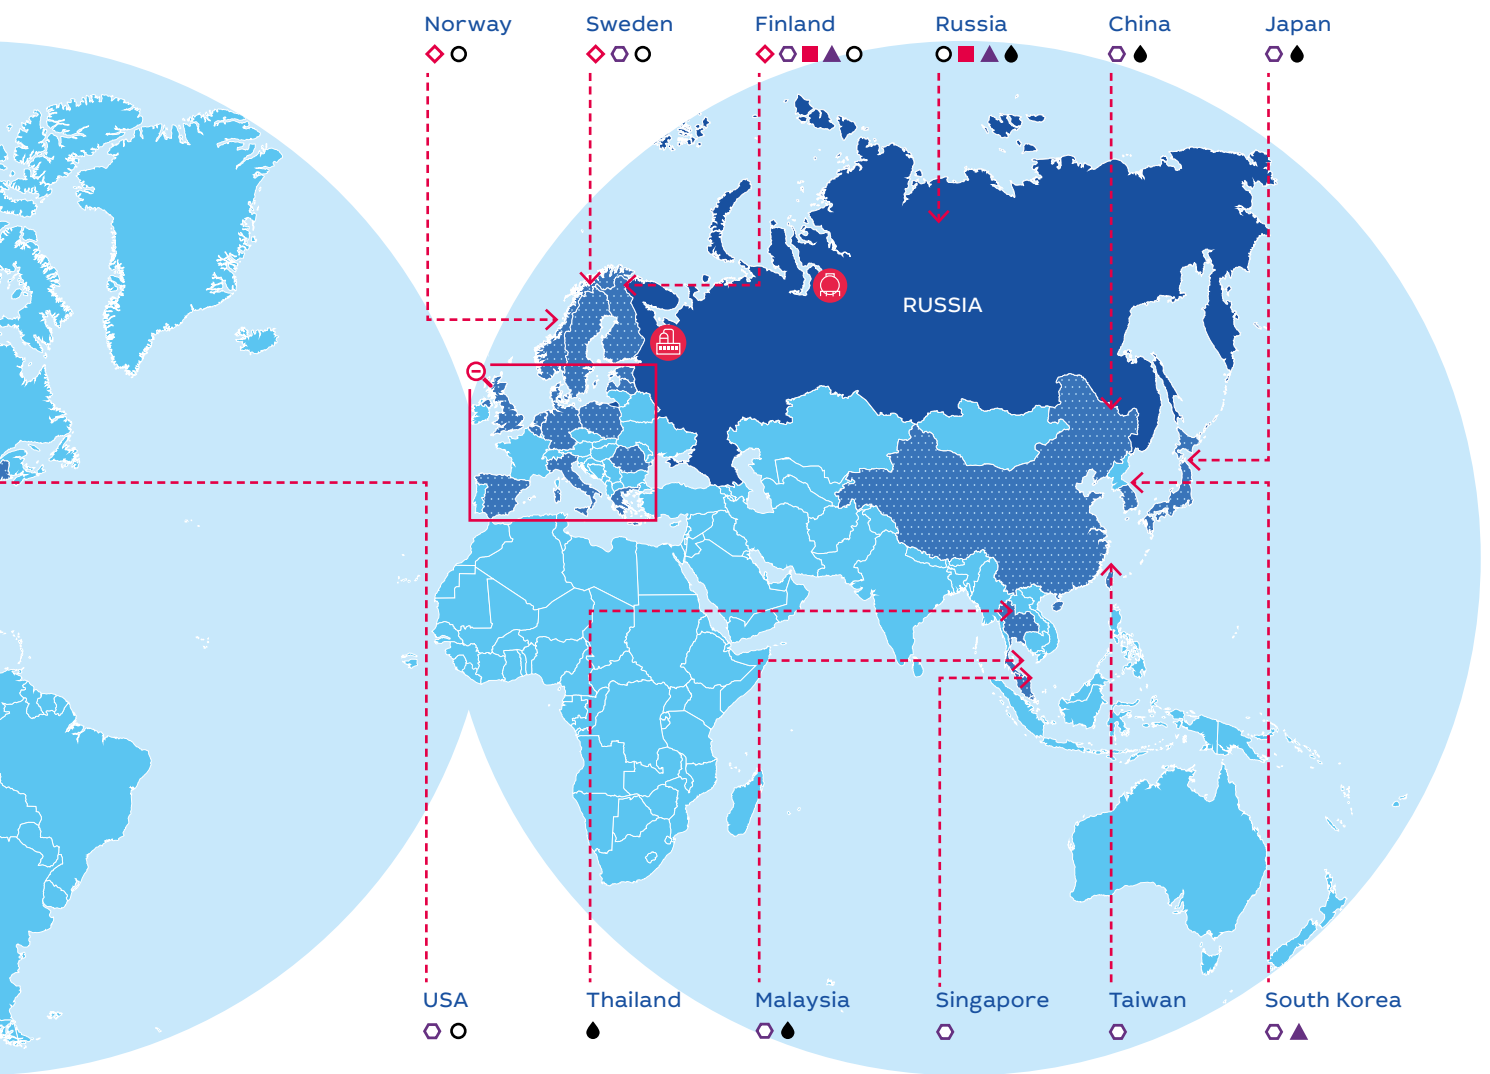 Norway
Sweden
Finland
Russia
China
Japan
RUSSIA
USA
Thailand
Malaysia
Singapore
Taiwan
South Korea